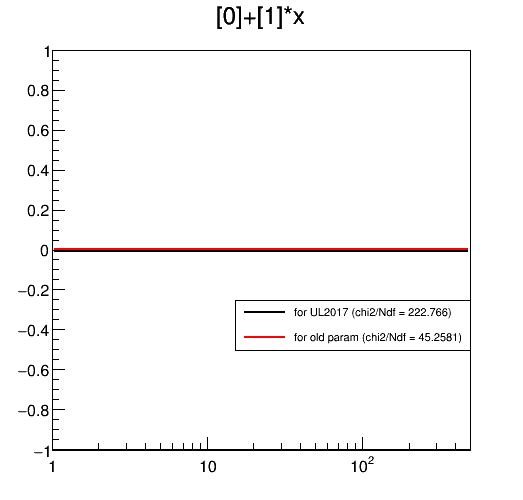 [0]+[1]*x
1
0.8
0.6
0.4
0.2
0
−0.2
for UL2017 (chi2/Ndf = 222.766)
for old param (chi2/Ndf = 45.2581)
−0.4
−0.6
−0.8
−1
1 10 10²